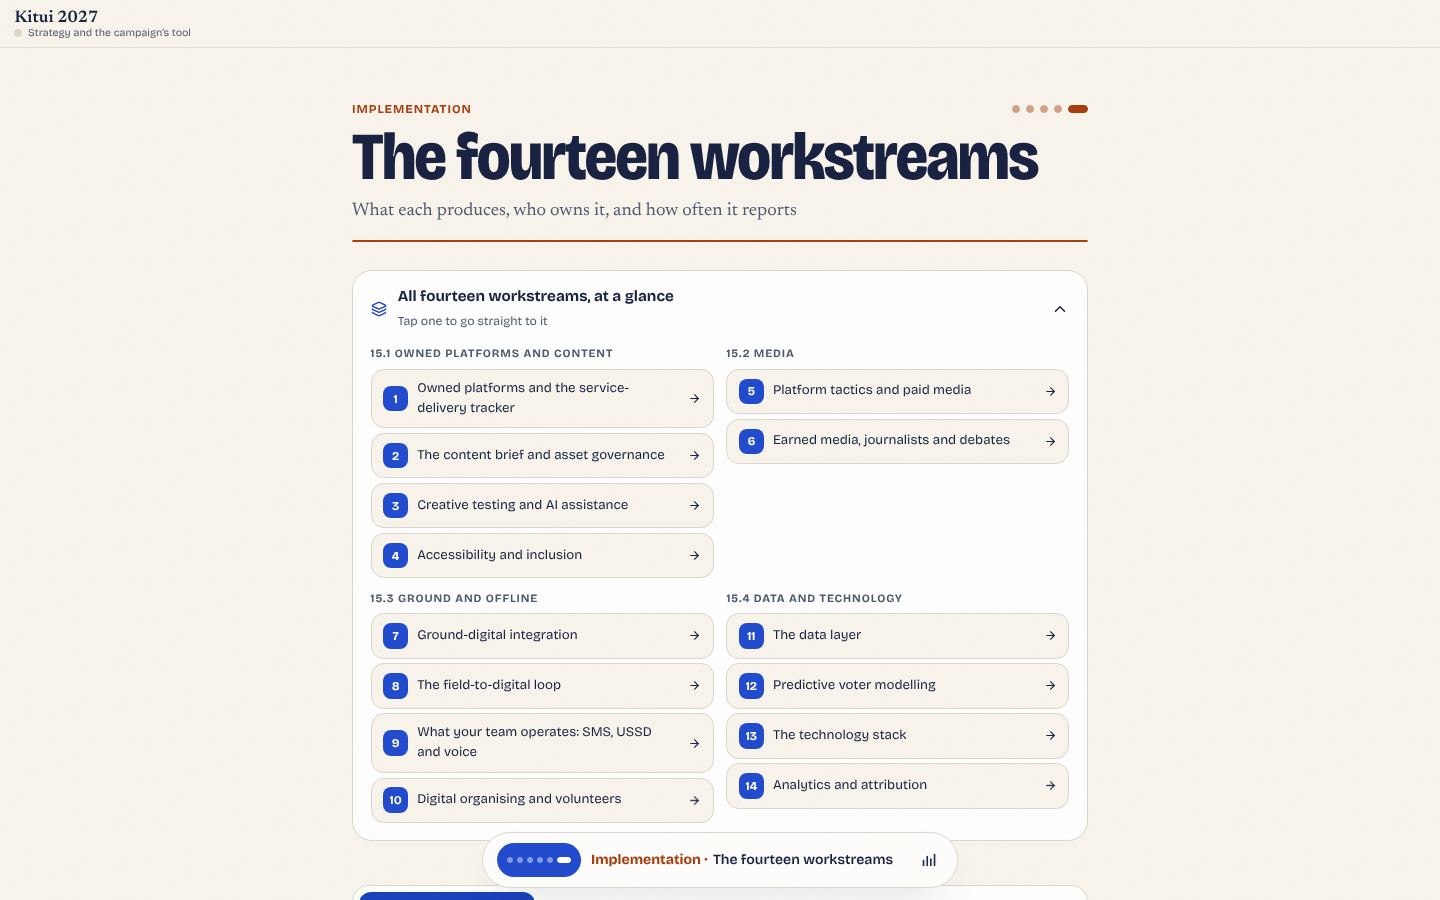 Kitui 2027
Strategy and the campaign's tool
IMPLEMENTATION
The fourteen workstreams
What each produces, who owns it, and how often it reports
All fourteen workstreams, at a glance
Tap one to go straight to it
15.1 OWNED PLATFORMS AND CONTENT
1
Owned platforms and the service-
delivery tracker
2
The content brief and asset governance
3
Creative testing and AI assistance
4
Accessibility and inclusion
15.2 MEDIA
5
Platform tactics and paid media
6
Earned media, journalists and debates
15.3 GROUND AND OFFLINE
7
Ground-digital integration
8
The field-to-digital loop
9
What your team operates: SMS, USSD
and voice
10
Digital organising and volunteers
15.4 DATA AND TECHNOLOGY
11
The data layer
12
Predictive voter modelling
13
The technology stack
14
Analytics and attribution
Implementation · The fourteen workstreams